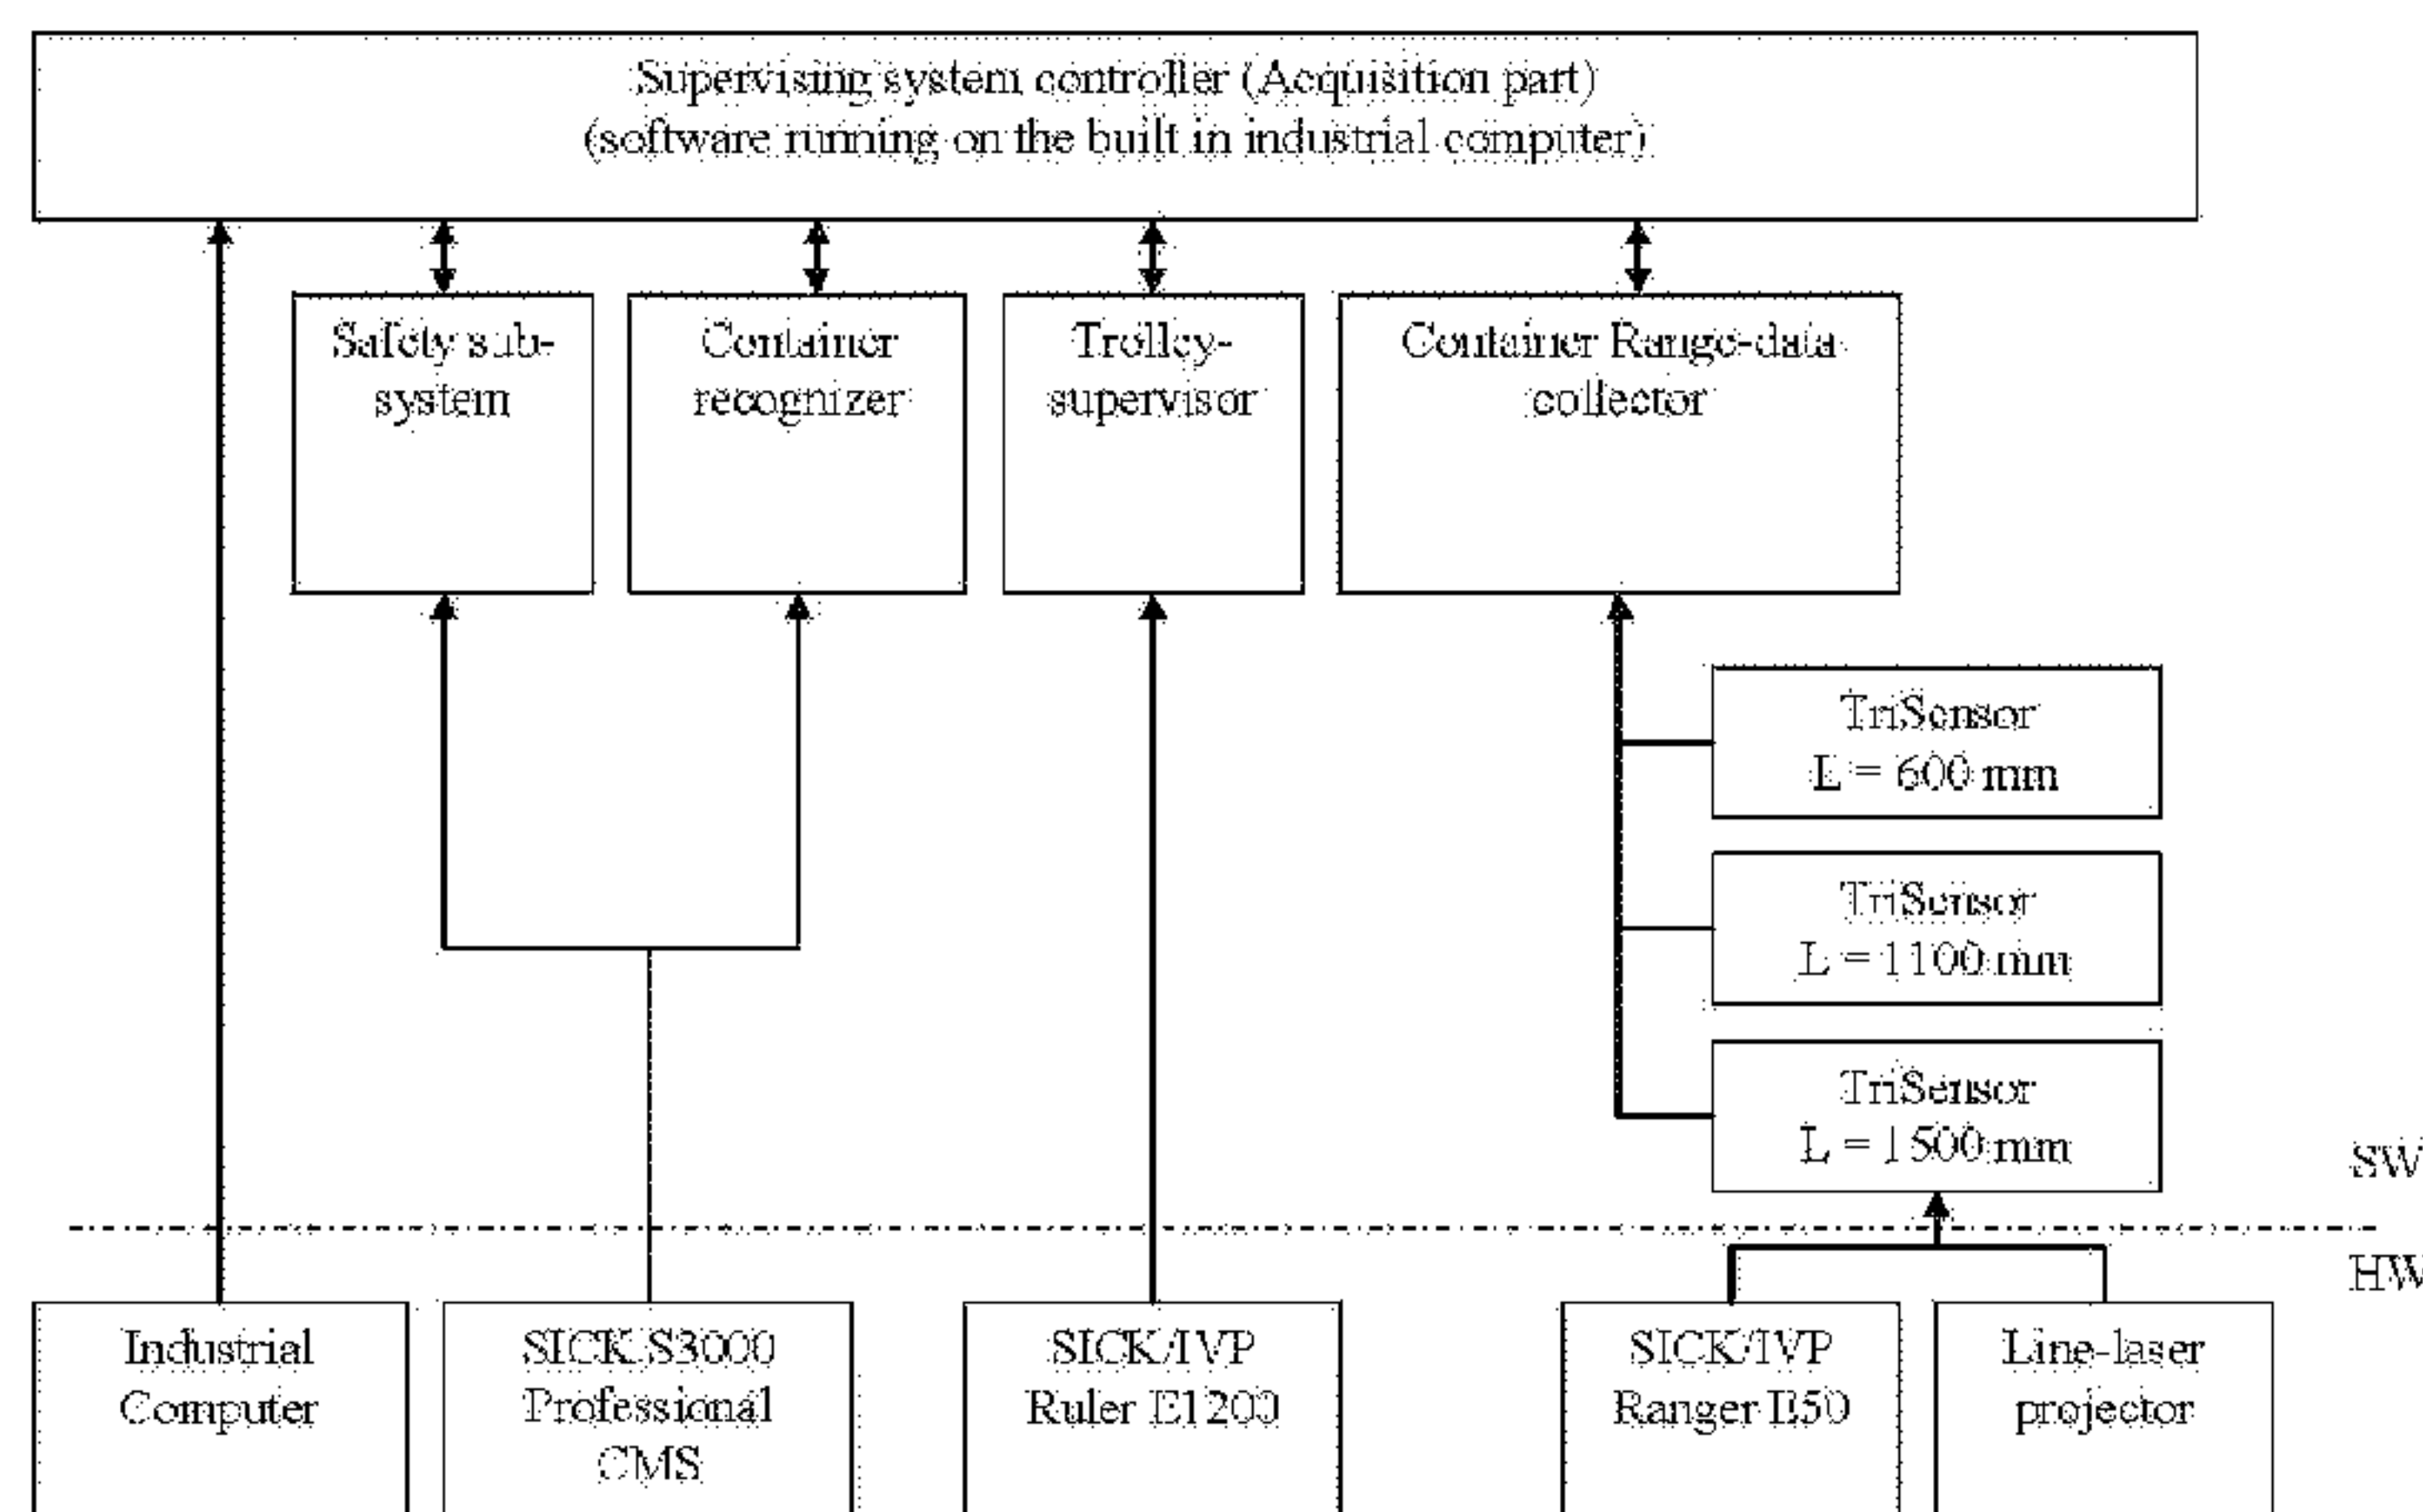 Supervising system controller (Acquisition part)
(software running on the built in industrial computer)
Safety sub-
system
Container
recognizer
Trolley-
supervisor
Container Range-data
collector
TriSensor
L = 600 mm
TriSensor
L = 1100 mm
TriSensor
L = 1500 mm
SW
HW
Industrial
Computer
SICK S3000
Professional
CMS
SICK/IVP
Ruler E1200
SICK/IVP
Ranger E50
Line-laser
projector